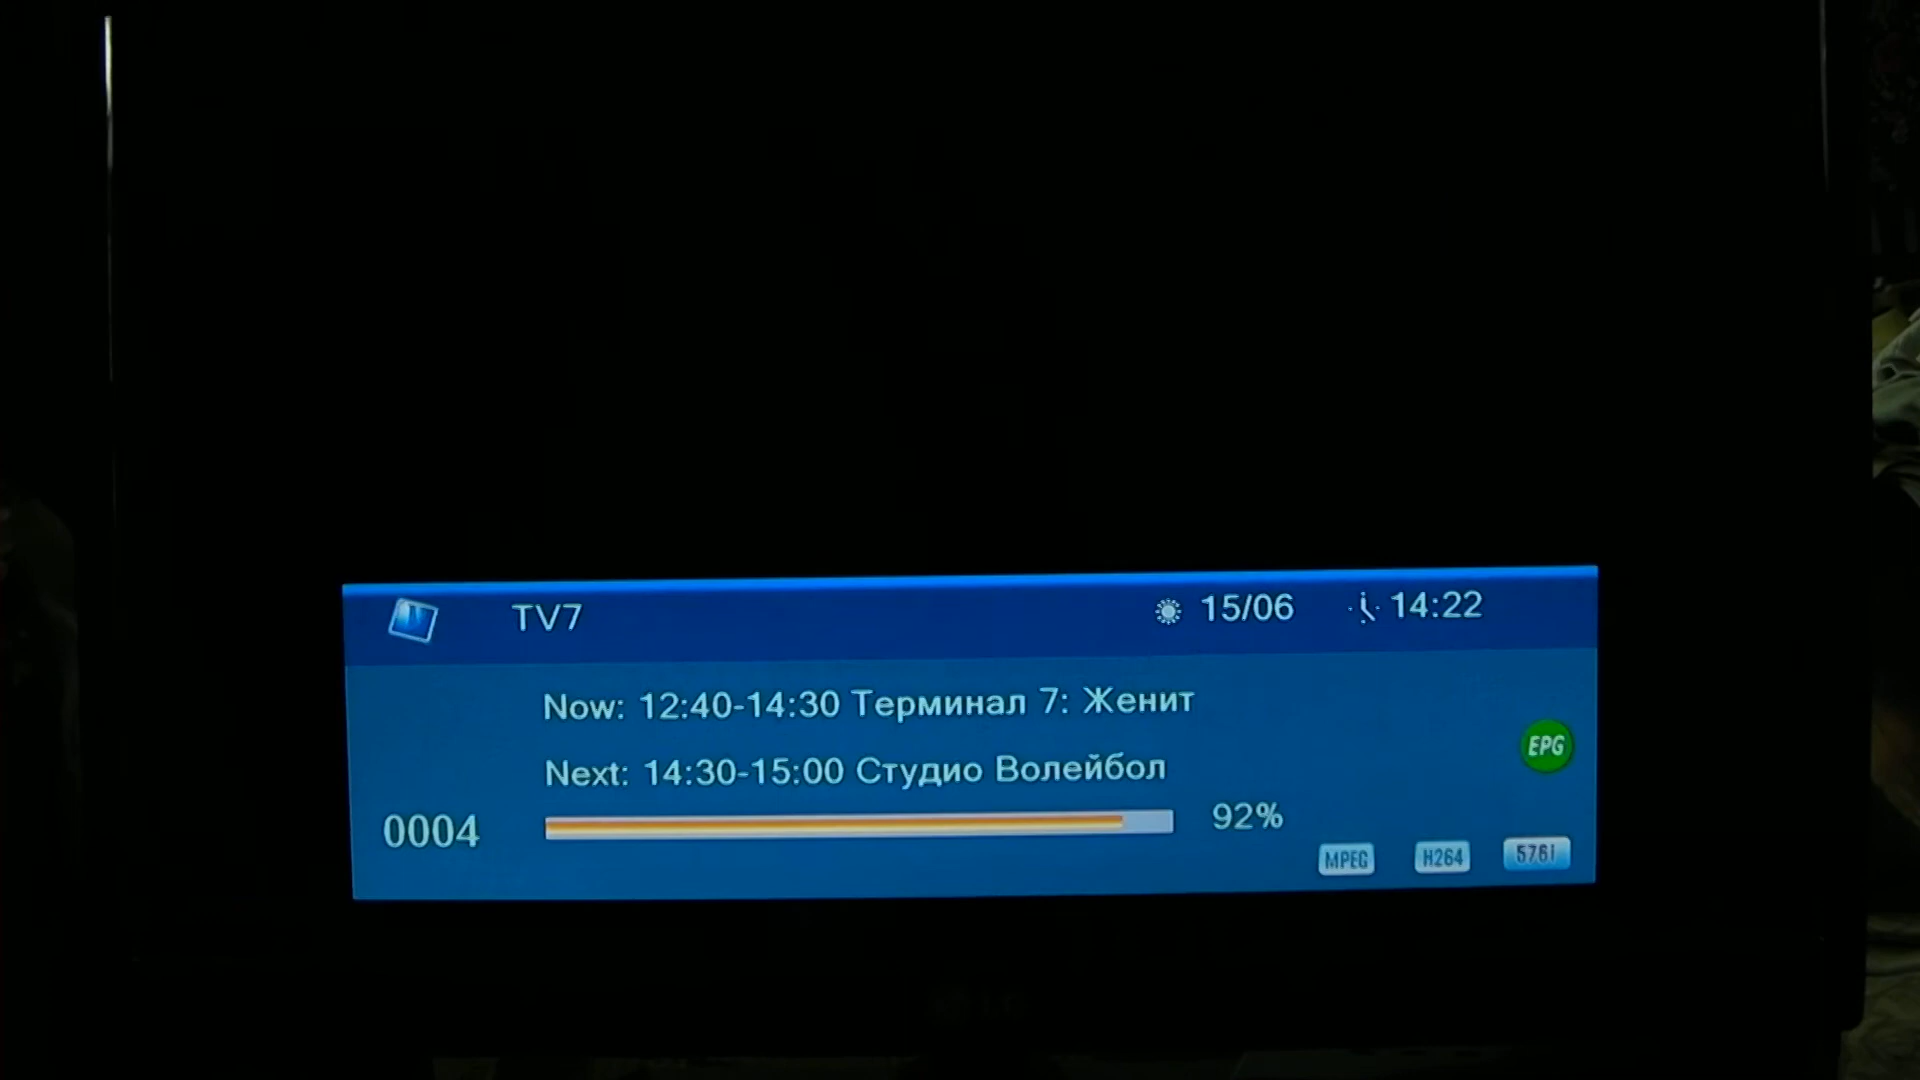 TV7 15/06 14:22
Now: 12:40-14:30 Терминал 7: Женит
Next: 14:30-15:00 Студио Волейбол
EPG
0004 92%
MPEG H264 576i